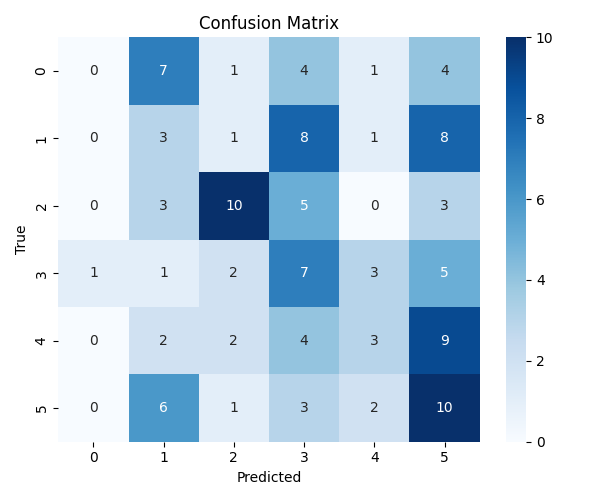 Confusion Matrix
0 0 7 1 4 1 4
1 0 3 1 8 1 8
2 0 3 10 5 0 3
3 1 1 2 7 3 5
4 0 2 2 4 3 9
5 0 6 1 3 2 10
0 1 2 3 4 5
True
Predicted
10
8
6
4
2
0